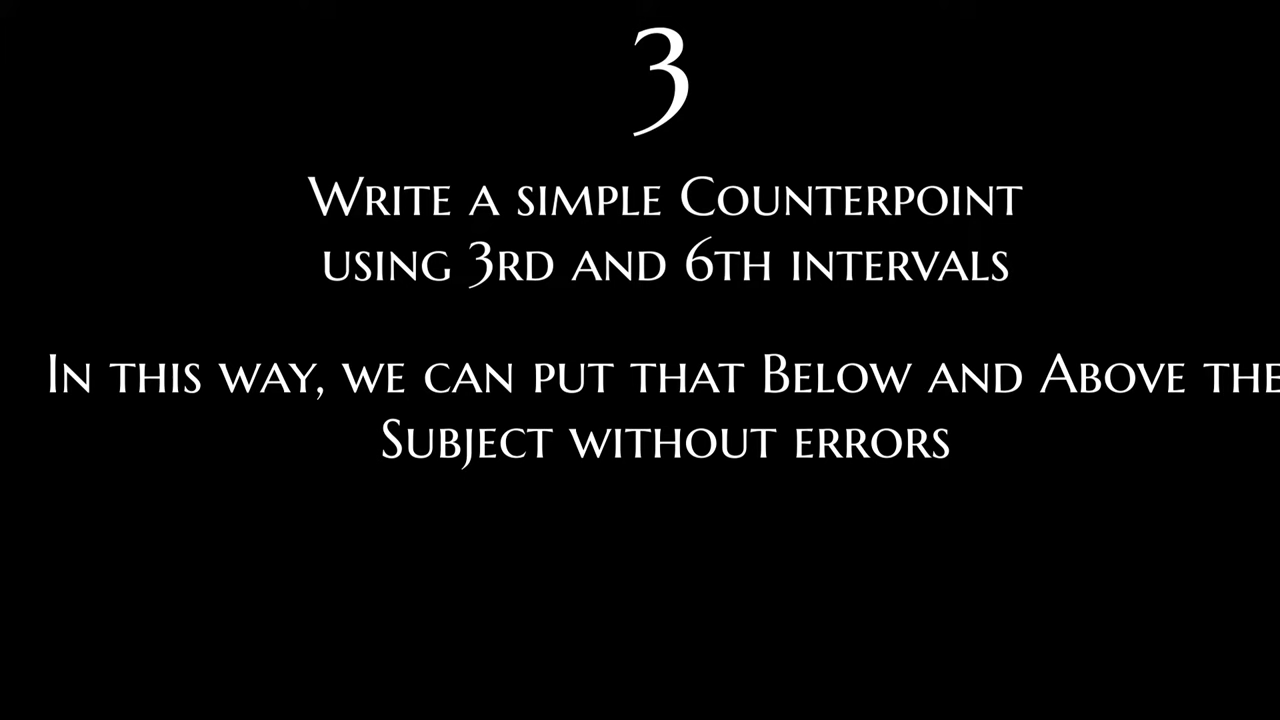 3
Write a simple Counterpoint
using 3rd and 6th intervals
In this way, we can put that Below and Above the
Subject without errors